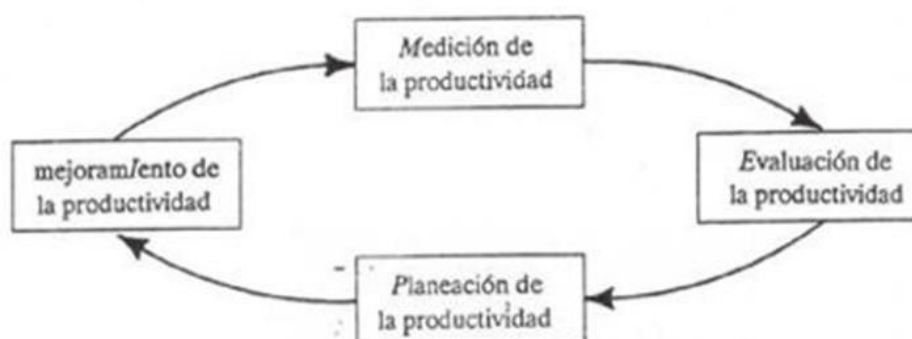 Medición de
la productividad
Evaluación de
la productividad
Planeación de
la productividad
mejoramIento de
la productividad